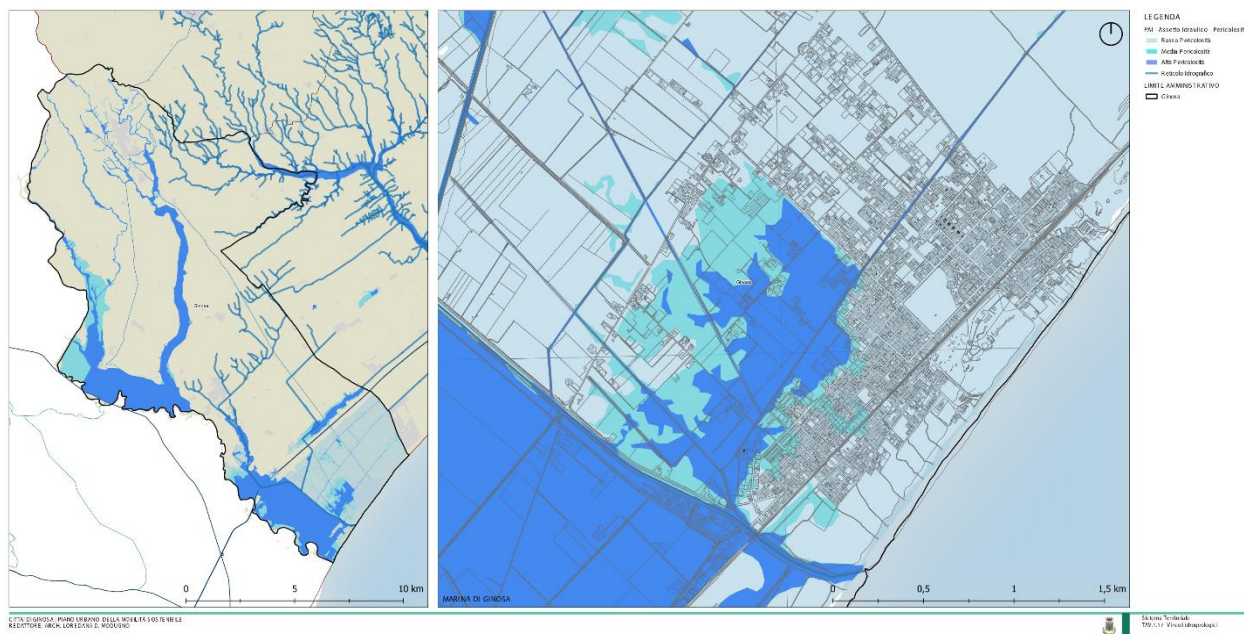 LEGENDA
PAI - Assetto Idraulico - Pericolosità
Bassa Pericolosità
Media Pericolosità
Alta Pericolosità
Reticolo Idrografico
LIMITE AMMINISTRATIVO
Ginosa
Ginosa
0 5 10 km
Ginosa
MARINA DI GINOSA
0 0,5 1 1,5 km
CITTA' DI GINOSA | PIANO URBANO DELLA MOBILITÀ SOSTENIBILE
REDATTORE: ARCH. LOREDANA D. MODUGNO
Sistema Territoriale
TAV.1.17 Vincoli idrogeologici